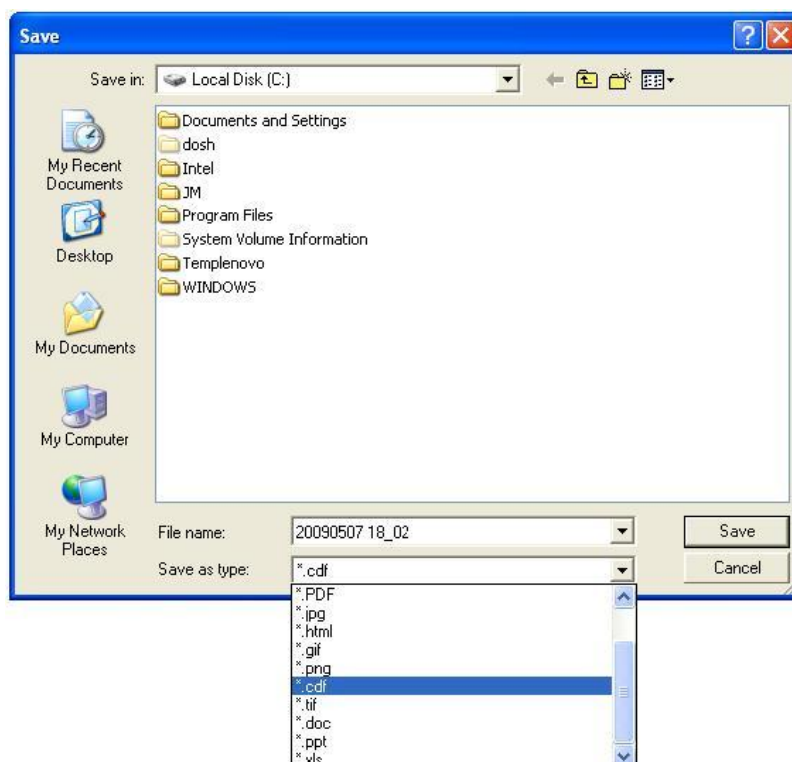 Save
Save in: Local Disk (C:)
My Recent
Documents
Desktop
My Documents
My Computer
My Network
Places
Documents and Settings
dosh
Intel
JM
Program Files
System Volume Information
Templenovo
WINDOWS
File name: 20090507 18_02 Save
Save as type: *.cdf Cancel
*.PDF
*.jpg
*.html
*.gif
*.png
*.cdf
*.tif
*.doc
*.ppt
*.xls